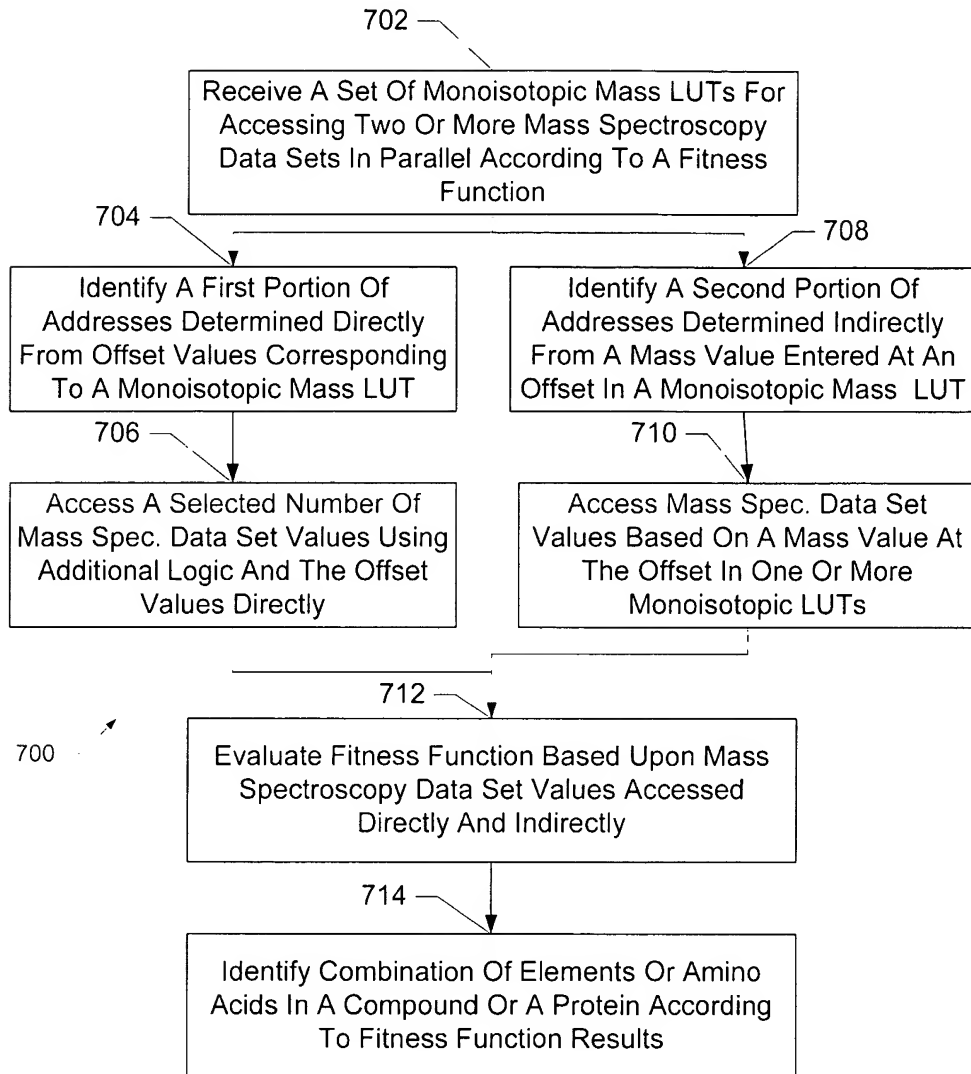 702
Receive A Set Of Monoisotopic Mass LUTs For
Accessing Two Or More Mass Spectroscopy
Data Sets In Parallel According To A Fitness
Function
704
708
Identify A First Portion Of
Addresses Determined Directly
From Offset Values Corresponding
To A Monoisotopic Mass LUT
Identify A Second Portion Of
Addresses Determined Indirectly
From A Mass Value Entered At An
Offset In A Monoisotopic Mass LUT
706
710
Access A Selected Number Of
Mass Spec. Data Set Values Using
Additional Logic And The Offset
Values Directly
Access Mass Spec. Data Set
Values Based On A Mass Value At
The Offset In One Or More
Monoisotopic LUTs
712
700
Evaluate Fitness Function Based Upon Mass
Spectroscopy Data Set Values Accessed
Directly And Indirectly
714
Identify Combination Of Elements Or Amino
Acids In A Compound Or A Protein According
To Fitness Function Results